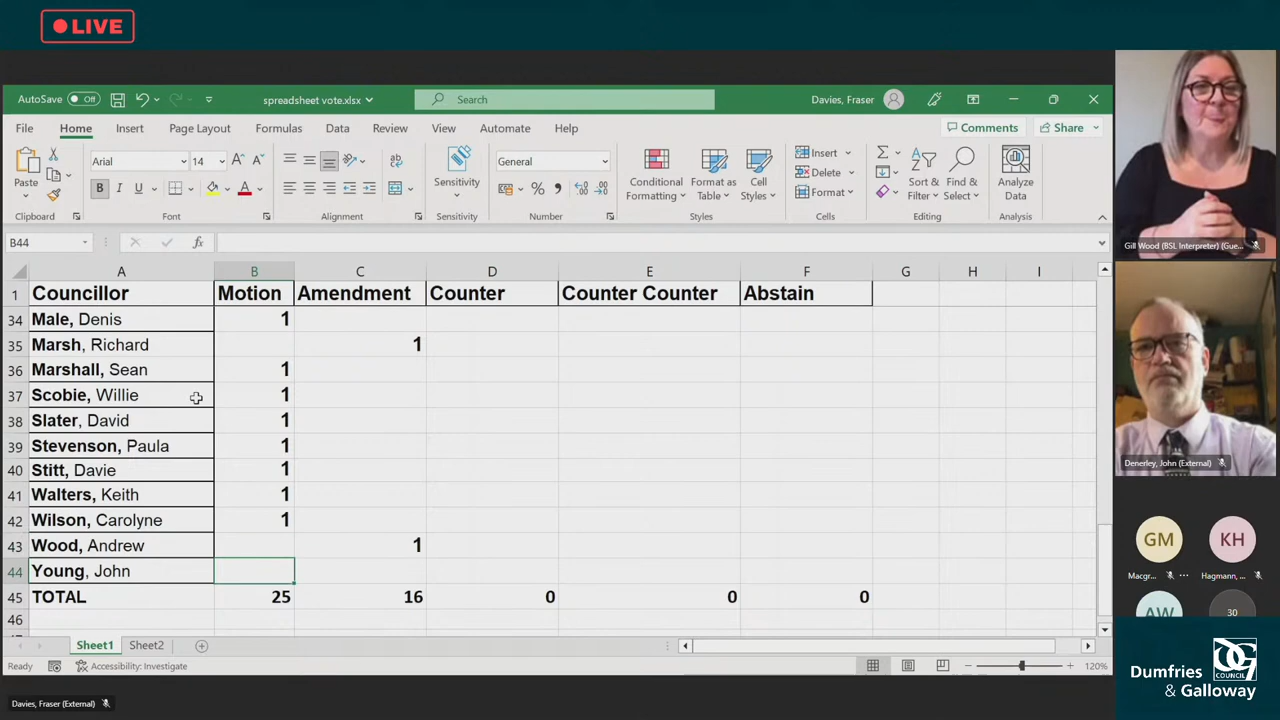 LIVE
AutoSave Off
spreadsheet vote.xlsx
Search
Davies, Fraser
File Home Insert Page Layout Formulas Data Review View Automate Help
Comments Share
Paste
Arial 14
General
Sensitivity
Conditional Formatting
Format as Table
Cell Styles
Insert
Delete
Format
Sort & Filter
Find & Select
Analyze Data
Clipboard Font Alignment Sensitivity Number Styles Cells Editing Analysis
B44 fx
A B C D E F G H I
1 Councillor Motion Amendment Counter Counter Counter Abstain
34 Male, Denis 1
35 Marsh, Richard 1
36 Marshall, Sean 1
37 Scobie, Willie 1
38 Slater, David 1
39 Stevenson, Paula 1
40 Stitt, Davie 1
41 Walters, Keith 1
42 Wilson, Carolyne 1
43 Wood, Andrew 1
44 Young, John
45 TOTAL 25 16 0 0 0
46
Sheet1 Sheet2
Ready Accessibility: Investigate
120%
Davies, Fraser (External)
Gill Wood (BSL Interpreter) (Gue...
Denerley, John (External)
GM KH
Macgr... Hagmann, ...
AW 30
Dumfries
& Galloway
COUNCIL